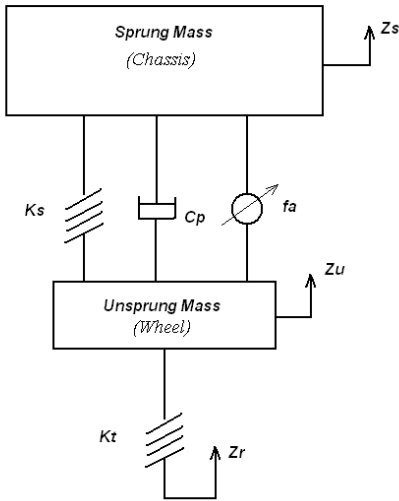 Sprung Mass
(Chassis)
Zs
Ks
Cp
fa
Zu
Unsprung Mass
(Wheel)
Kt
Zr